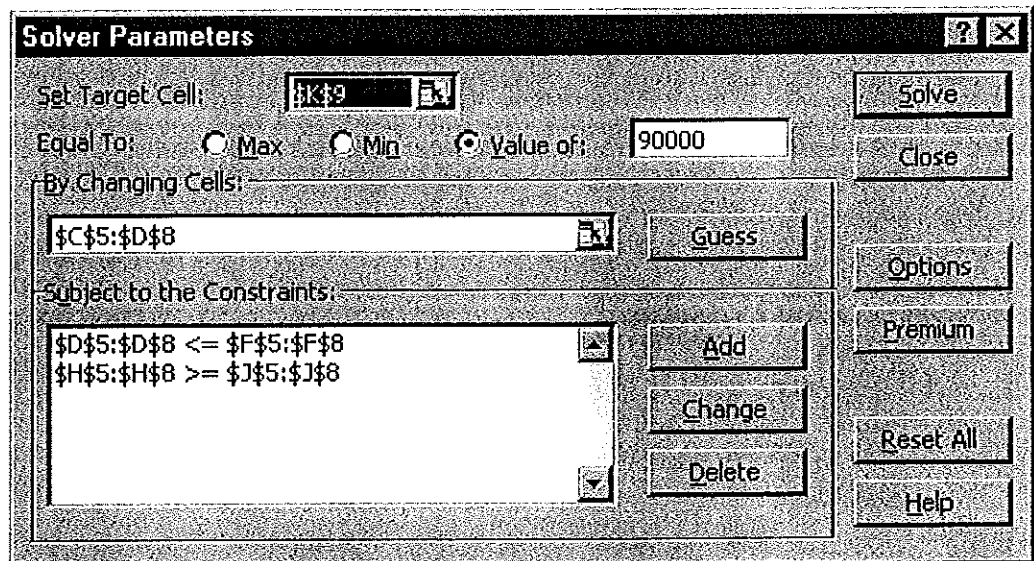 Solver Parameters
Set Target Cell: $K$9
Solve
Equal To: Max Min Value of: 90000
Close
By Changing Cells:
$C$5:$D$8
Guess
Options
Subject to the Constraints:
$D$5:$D$8 <= $F$5:$F$8
$H$5:$H$8 >= $J$5:$J$8
Add
Premium
Change
Reset All
Delete
Help